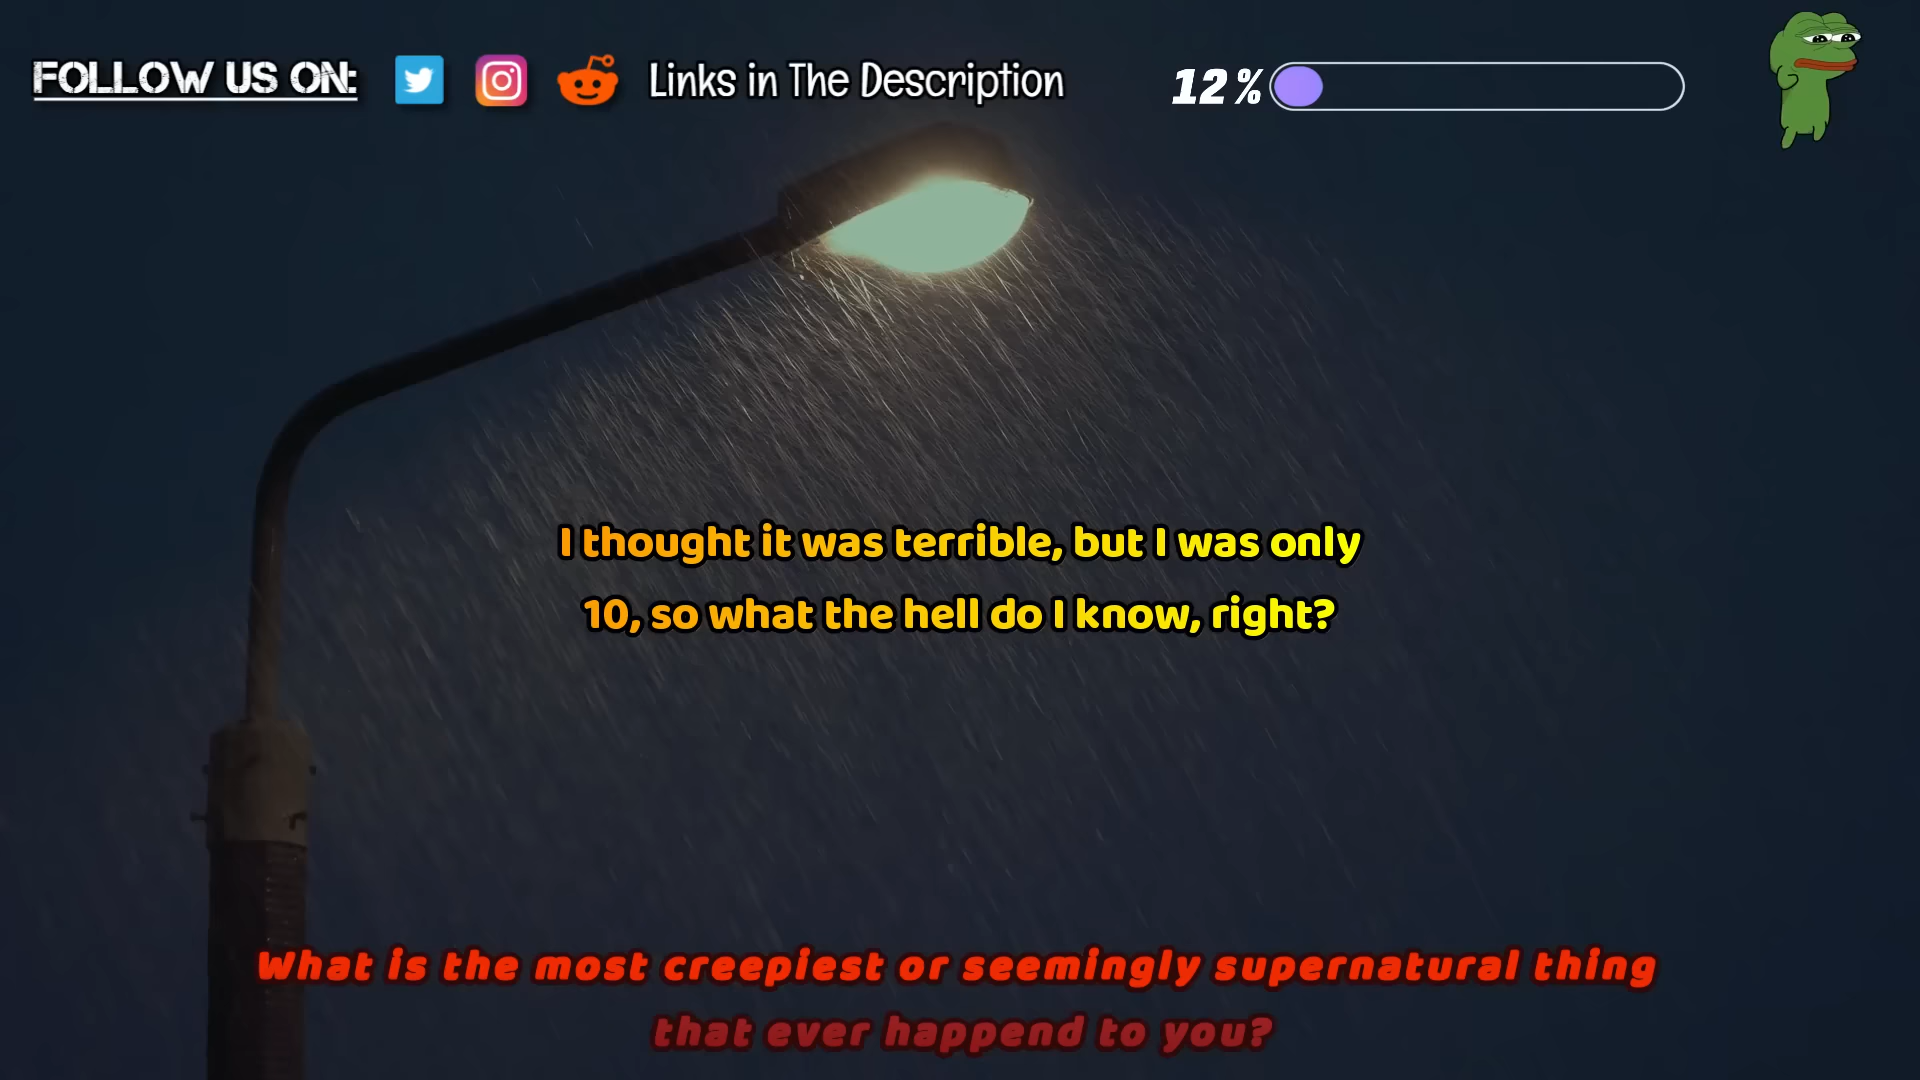 FOLLOW US ON:
Links in The Description
12%
I thought it was terrible, but I was only
10, so what the hell do I know, right?
What is the most creepiest or seemingly supernatural thing
that ever happend to you?